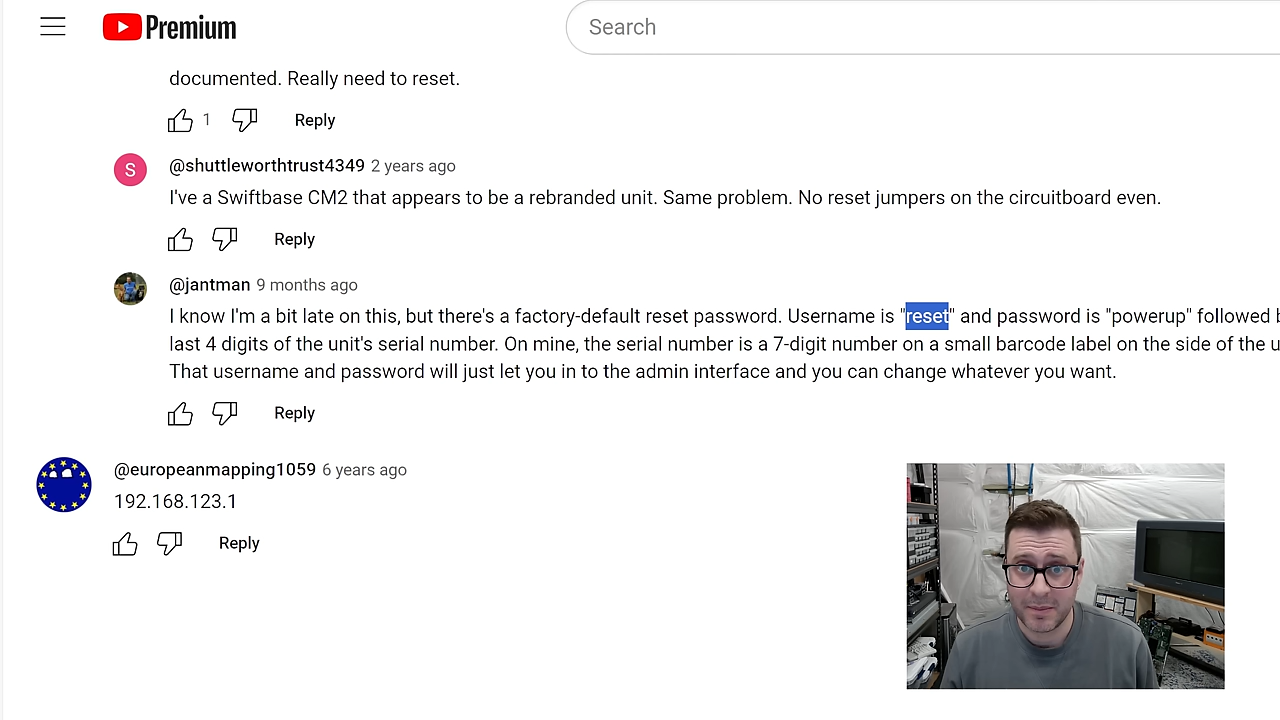 Premium
Search
documented. Really need to reset.
1
Reply
S
@shuttleworthtrust4349 2 years ago
I've a Swiftbase CM2 that appears to be a rebranded unit. Same problem. No reset jumpers on the circuitboard even.
Reply
@jantman 9 months ago
I know I'm a bit late on this, but there's a factory-default reset password. Username is "reset" and password is "powerup" followed
last 4 digits of the unit's serial number. On mine, the serial number is a 7-digit number on a small barcode label on the side of the
That username and password will just let you in to the admin interface and you can change whatever you want.
Reply
@europeanmapping1059 6 years ago
192.168.123.1
Reply